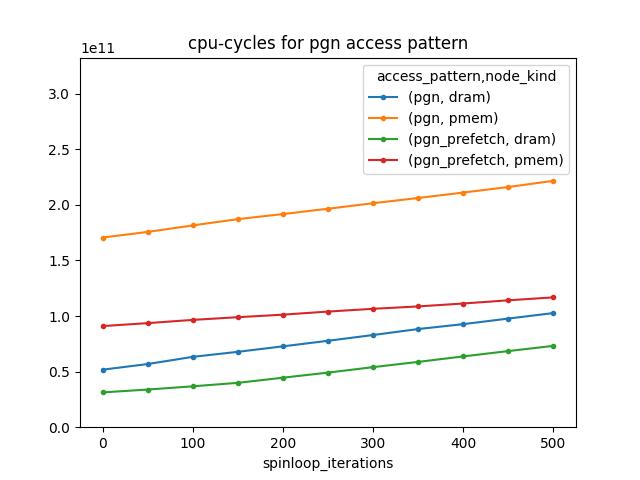 cpu-cycles for pgn access pattern
1e11
access_pattern,node_kind
(pgn, dram)
(pgn, pmem)
(pgn_prefetch, dram)
(pgn_prefetch, pmem)
3.0
2.5
2.0
1.5
1.0
0.5
0.0
0 100 200 300 400 500
spinloop_iterations